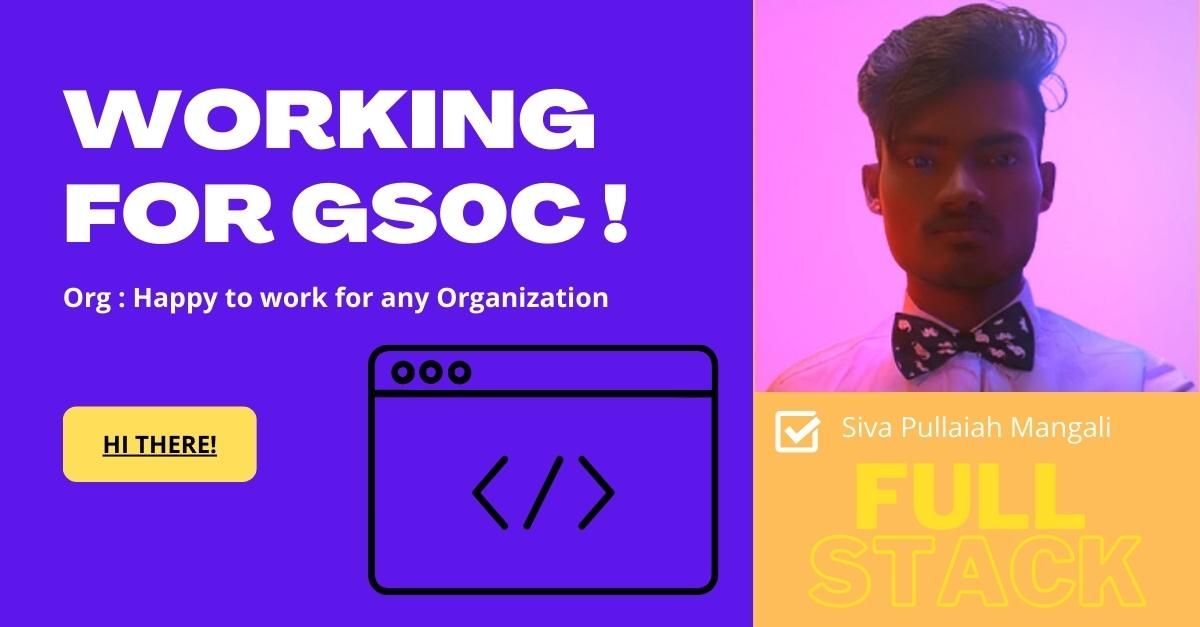 WORKING
FOR GSOC !
Org : Happy to work for any Organization
HI THERE!
</>
Siva Pullaiah Mangali
FULL
STACK